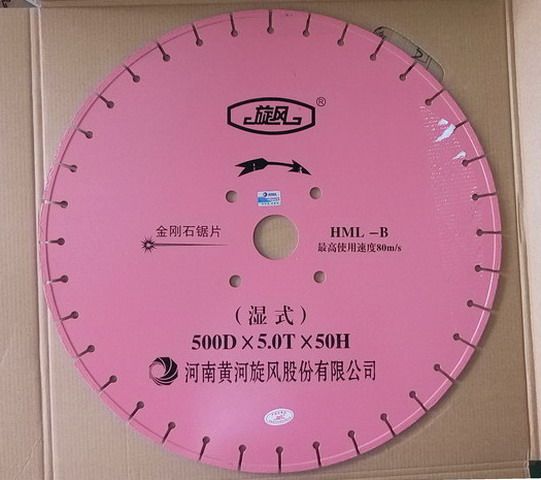 旋风®
金刚石锯片
HML -B
最高使用速度80m/s
(湿式)
500D×5.0T×50H
河南黄河旋风股份有限公司